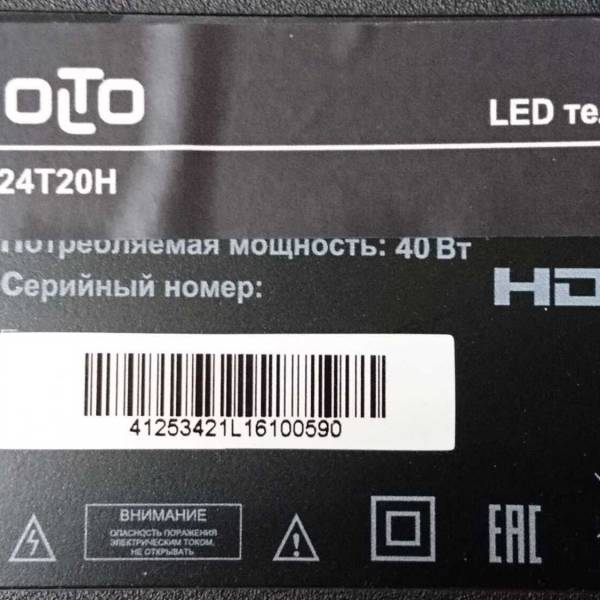 OLTO
LED те
24T20H
Потребляемая мощность: 40 Вт
Серийный номер:
HD
41253421L16100590
ВНИМАНИЕ
ОПАСНОСТЬ ПОРАЖЕНИЯ
ЭЛЕКТРИЧЕСКИМ ТОКОМ,
НЕ ОТКРЫВАТЬ
EAC